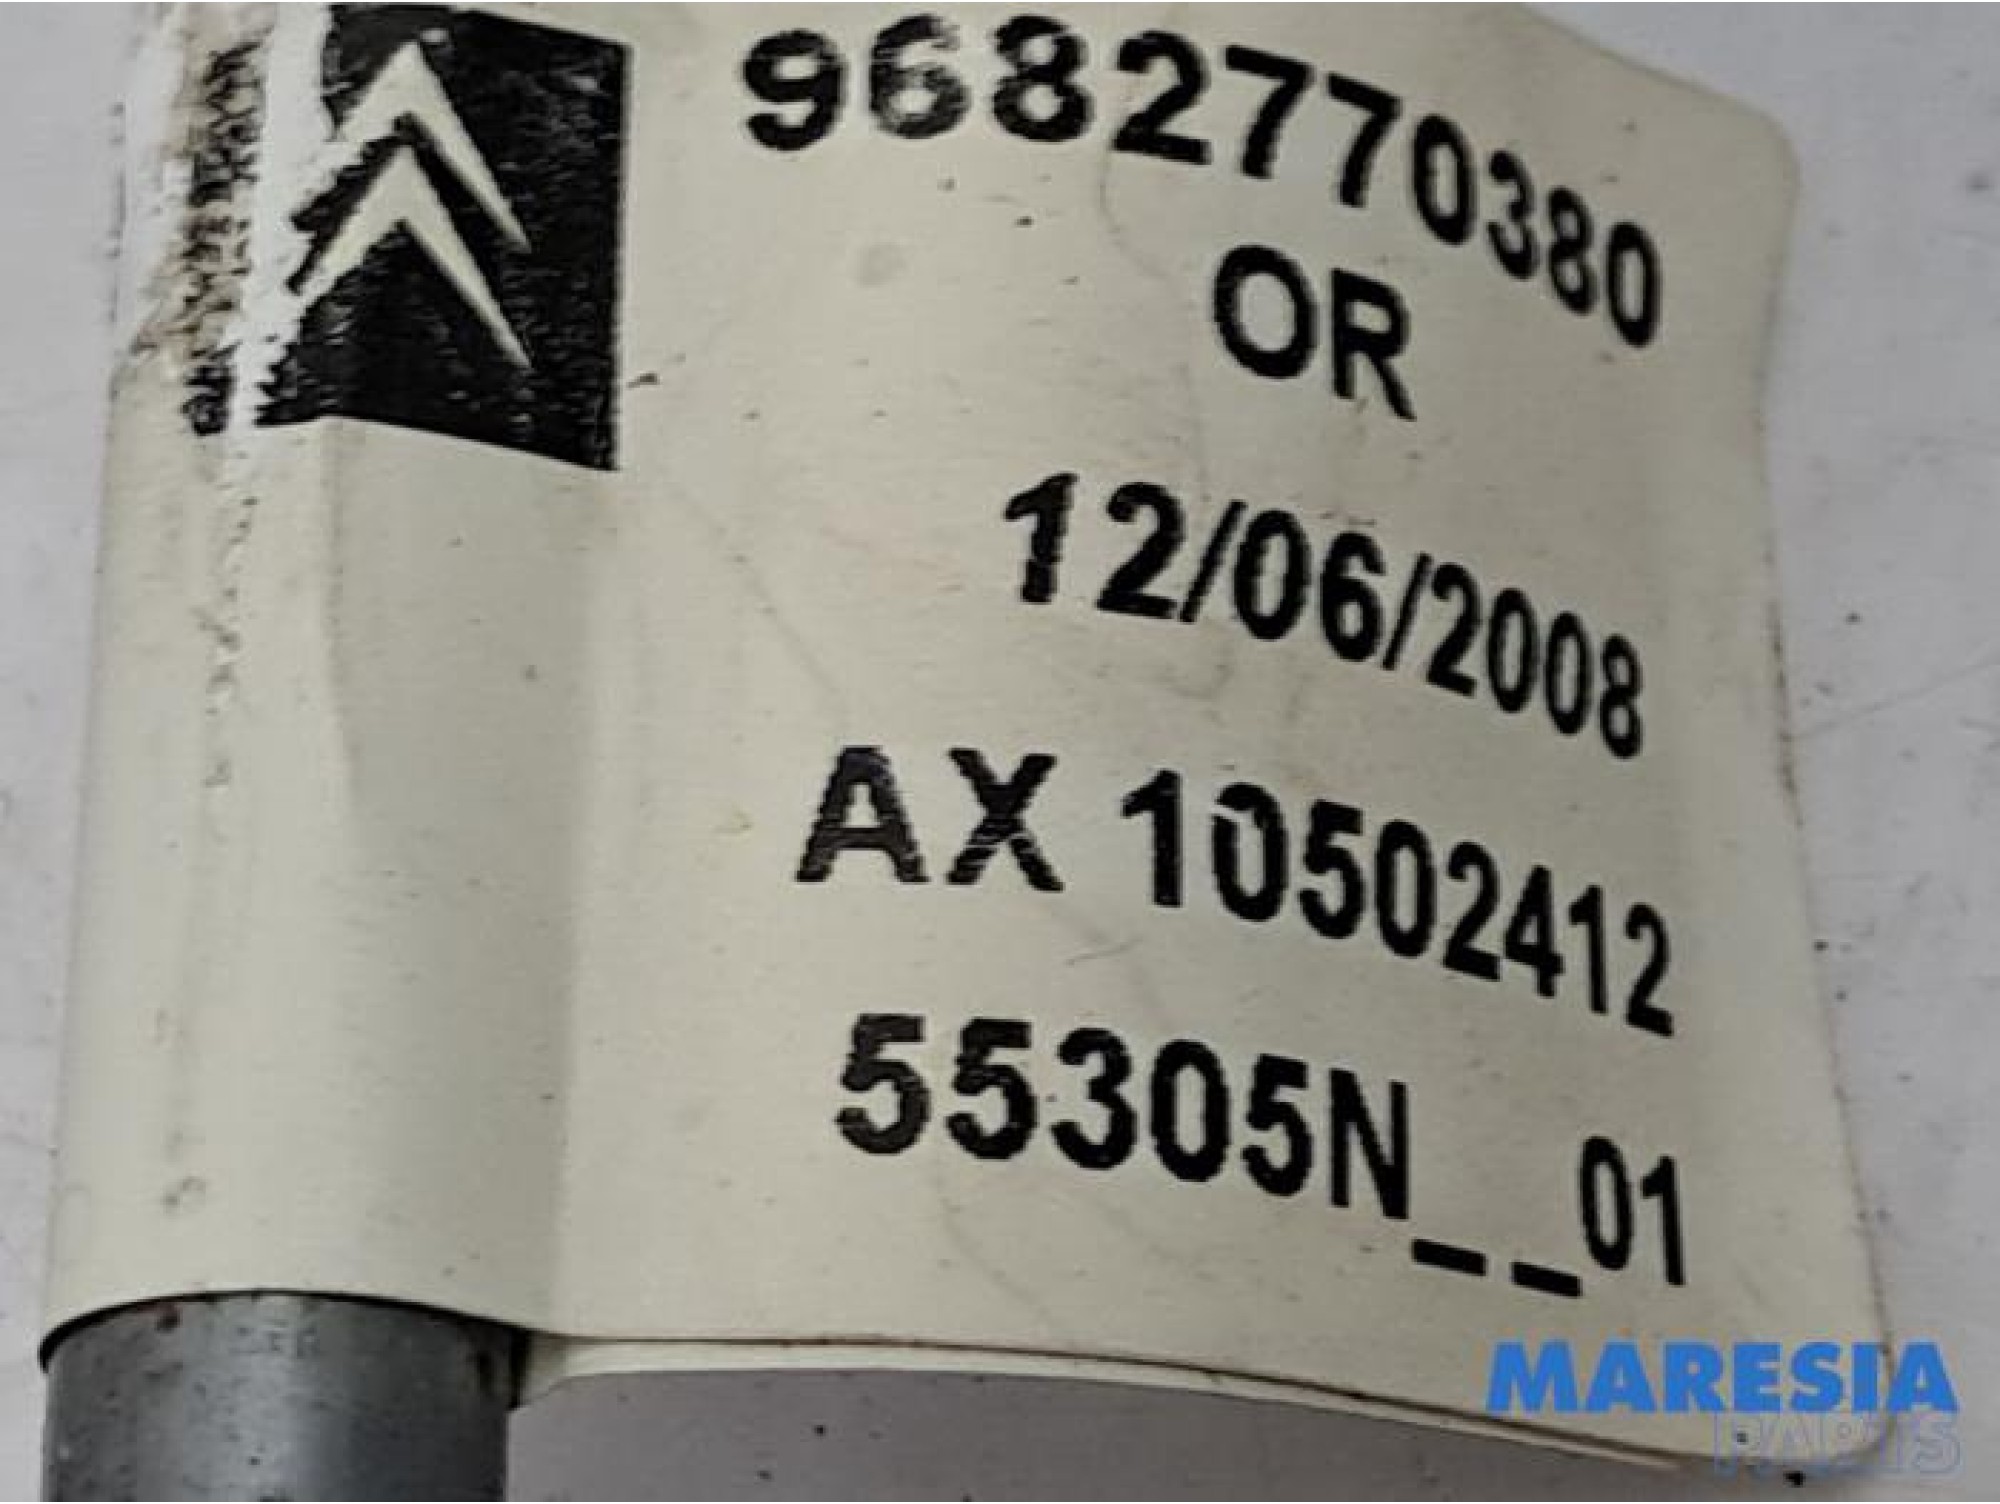 9682770380
OR
12/06/2008
AX 10502412
55305N__01
MARESIA
PARTS